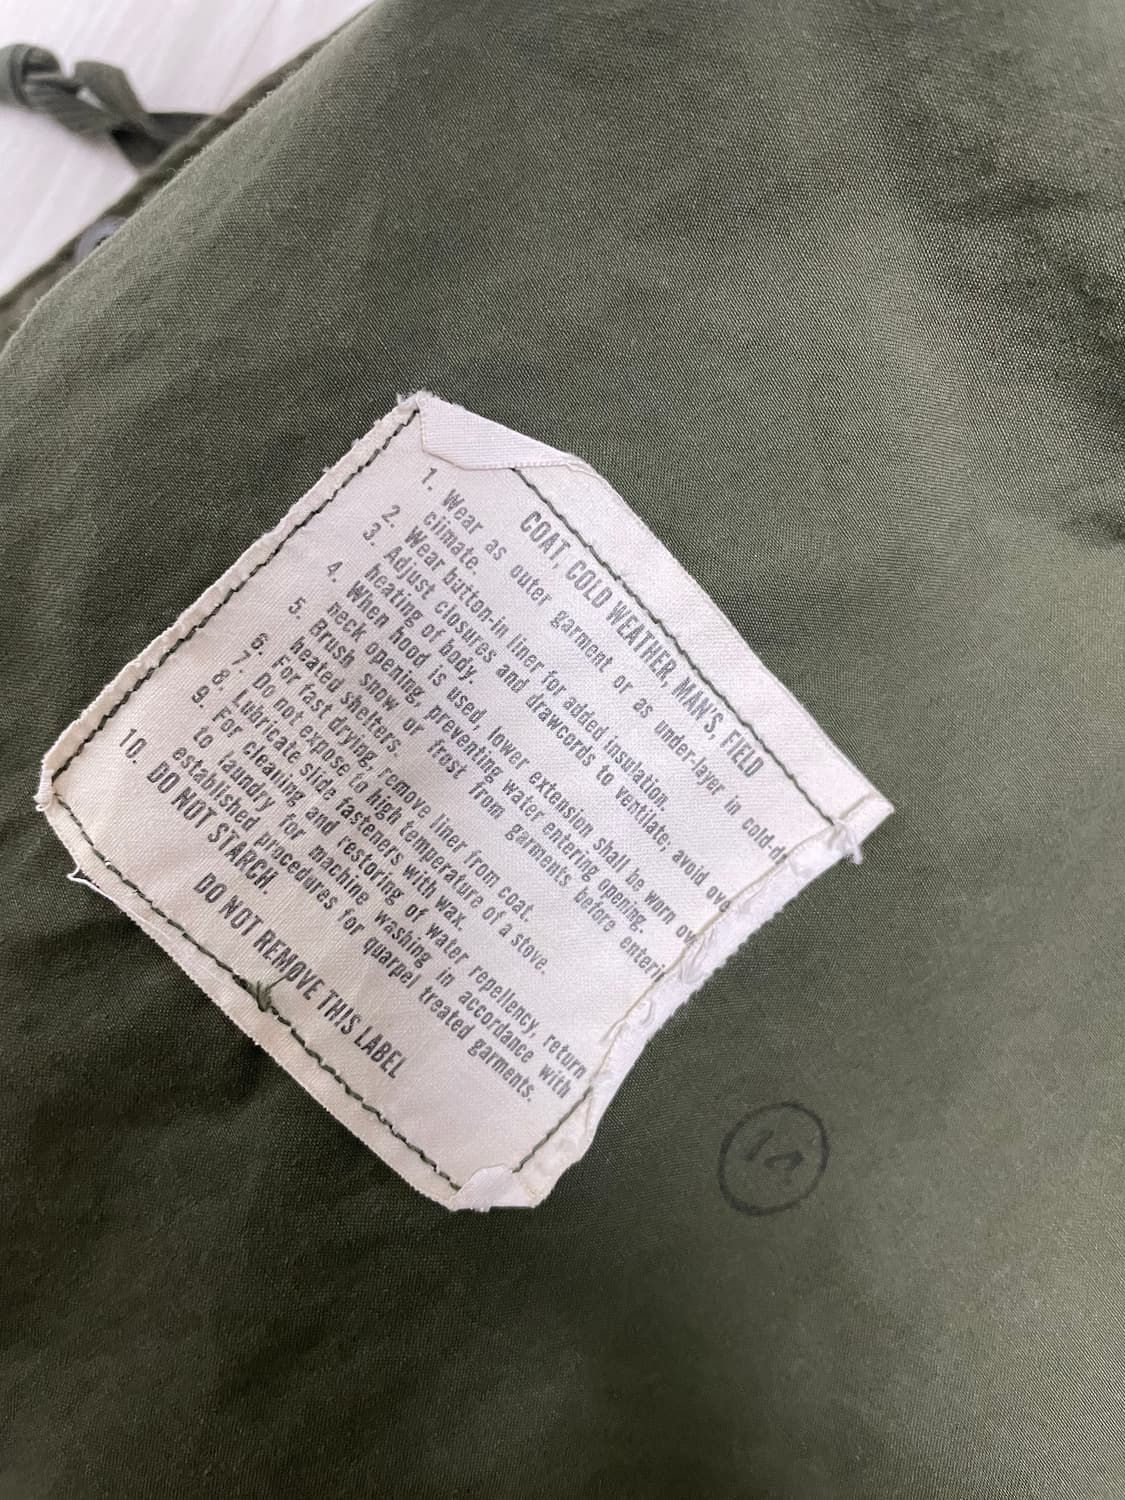 COAT, COLD WEATHER, MAN'S, FIELD
1. Wear as outer garment or as under-layer in cold-dr
climate.
2. Wear button-in liner for added insulation.
3. Adjust closures and drawcords to ventilate; avoid ove
heating of body.
4. When hood is used, lower extension shall be worn ov
neck opening, preventing water entering opening.
5. Brush snow or frost from garments before enterin
heated shelters.
6. For fast drying, remove liner from coat.
7. Do not expose to high temperature of a stove.
8. Lubricate slide fasteners with wax.
9. For cleaning and restoring of water repellency, return
to laundry for machine washing in accordance with
established procedures for quarpel treated garments.
10. DO NOT STARCH
DO NOT REMOVE THIS LABEL